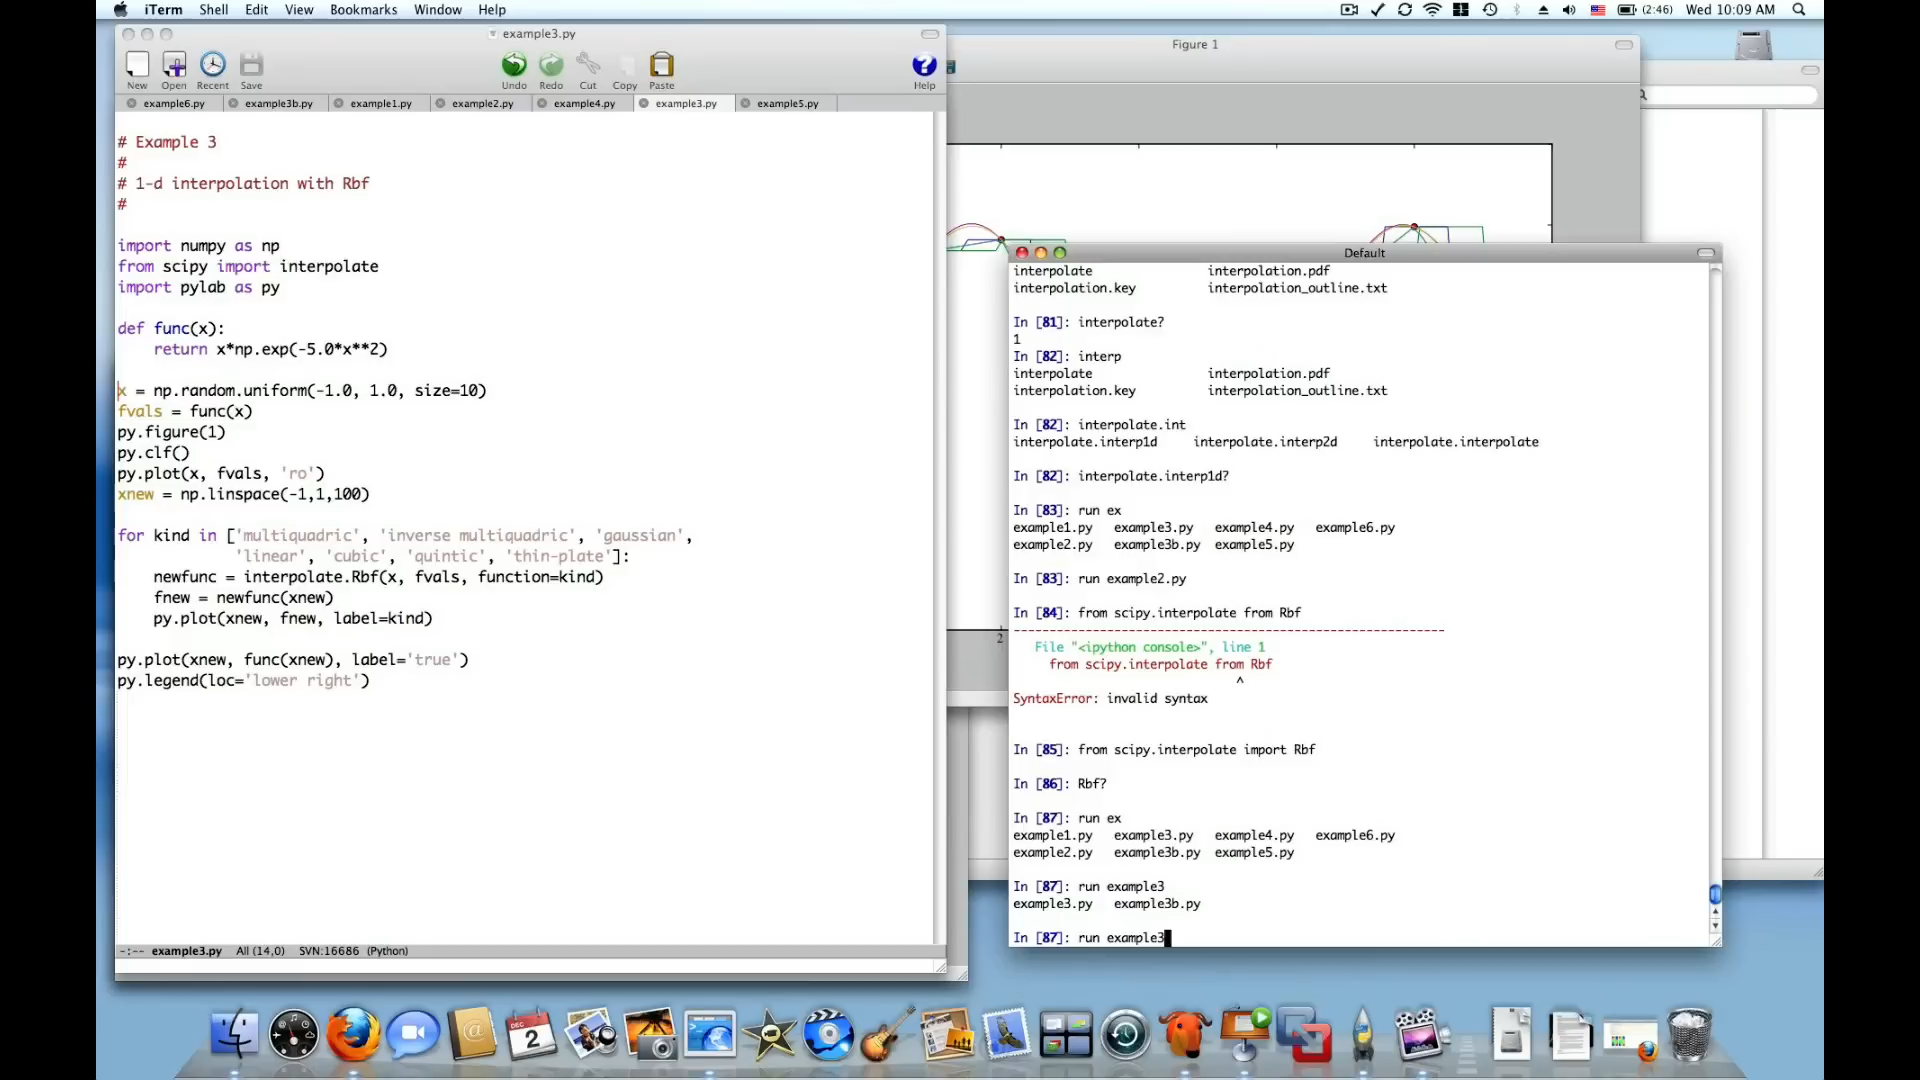 iTerm Shell Edit View Bookmarks Window Help
(2:46) Wed 10:09 AM
example3.py
New Open Recent Save Undo Redo Cut Copy Paste Help
example6.py example3b.py example1.py example2.py example4.py example3.py example5.py
# Example 3
#
# 1-d interpolation with Rbf
#
import numpy as np
from scipy import interpolate
import pylab as py
def func(x):
return x*np.exp(-5.0*x**2)
x = np.random.uniform(-1.0, 1.0, size=10)
fvals = func(x)
py.figure(1)
py.clf()
py.plot(x, fvals, 'ro')
xnew = np.linspace(-1,1,100)
for kind in ['multiquadric', 'inverse multiquadric', 'gaussian',
'linear', 'cubic', 'quintic', 'thin-plate']:
newfunc = interpolate.Rbf(x, fvals, function=kind)
fnew = newfunc(xnew)
py.plot(xnew, fnew, label=kind)
py.plot(xnew, func(xnew), label='true')
py.legend(loc='lower right')
-:-- example3.py All (14,0) SVN:16686 (Python)
Figure 1
2
Default
interpolate interpolation.pdf
interpolation.key interpolation_outline.txt
In [81]: interpolate?
1
In [82]: interp
interpolate interpolation.pdf
interpolation.key interpolation_outline.txt
In [82]: interpolate.int
interpolate.interp1d interpolate.interp2d interpolate.interpolate
In [82]: interpolate.interp1d?
In [83]: run ex
example1.py example3.py example4.py example6.py
example2.py example3b.py example5.py
In [83]: run example2.py
In [84]: from scipy.interpolate from Rbf
------------------------------------------------------------
File "<ipython console>", line 1
from scipy.interpolate from Rbf
^
SyntaxError: invalid syntax
In [85]: from scipy.interpolate import Rbf
In [86]: Rbf?
In [87]: run ex
example1.py example3.py example4.py example6.py
example2.py example3b.py example5.py
In [87]: run example3
example3.py example3b.py
In [87]: run example3
DEC
2